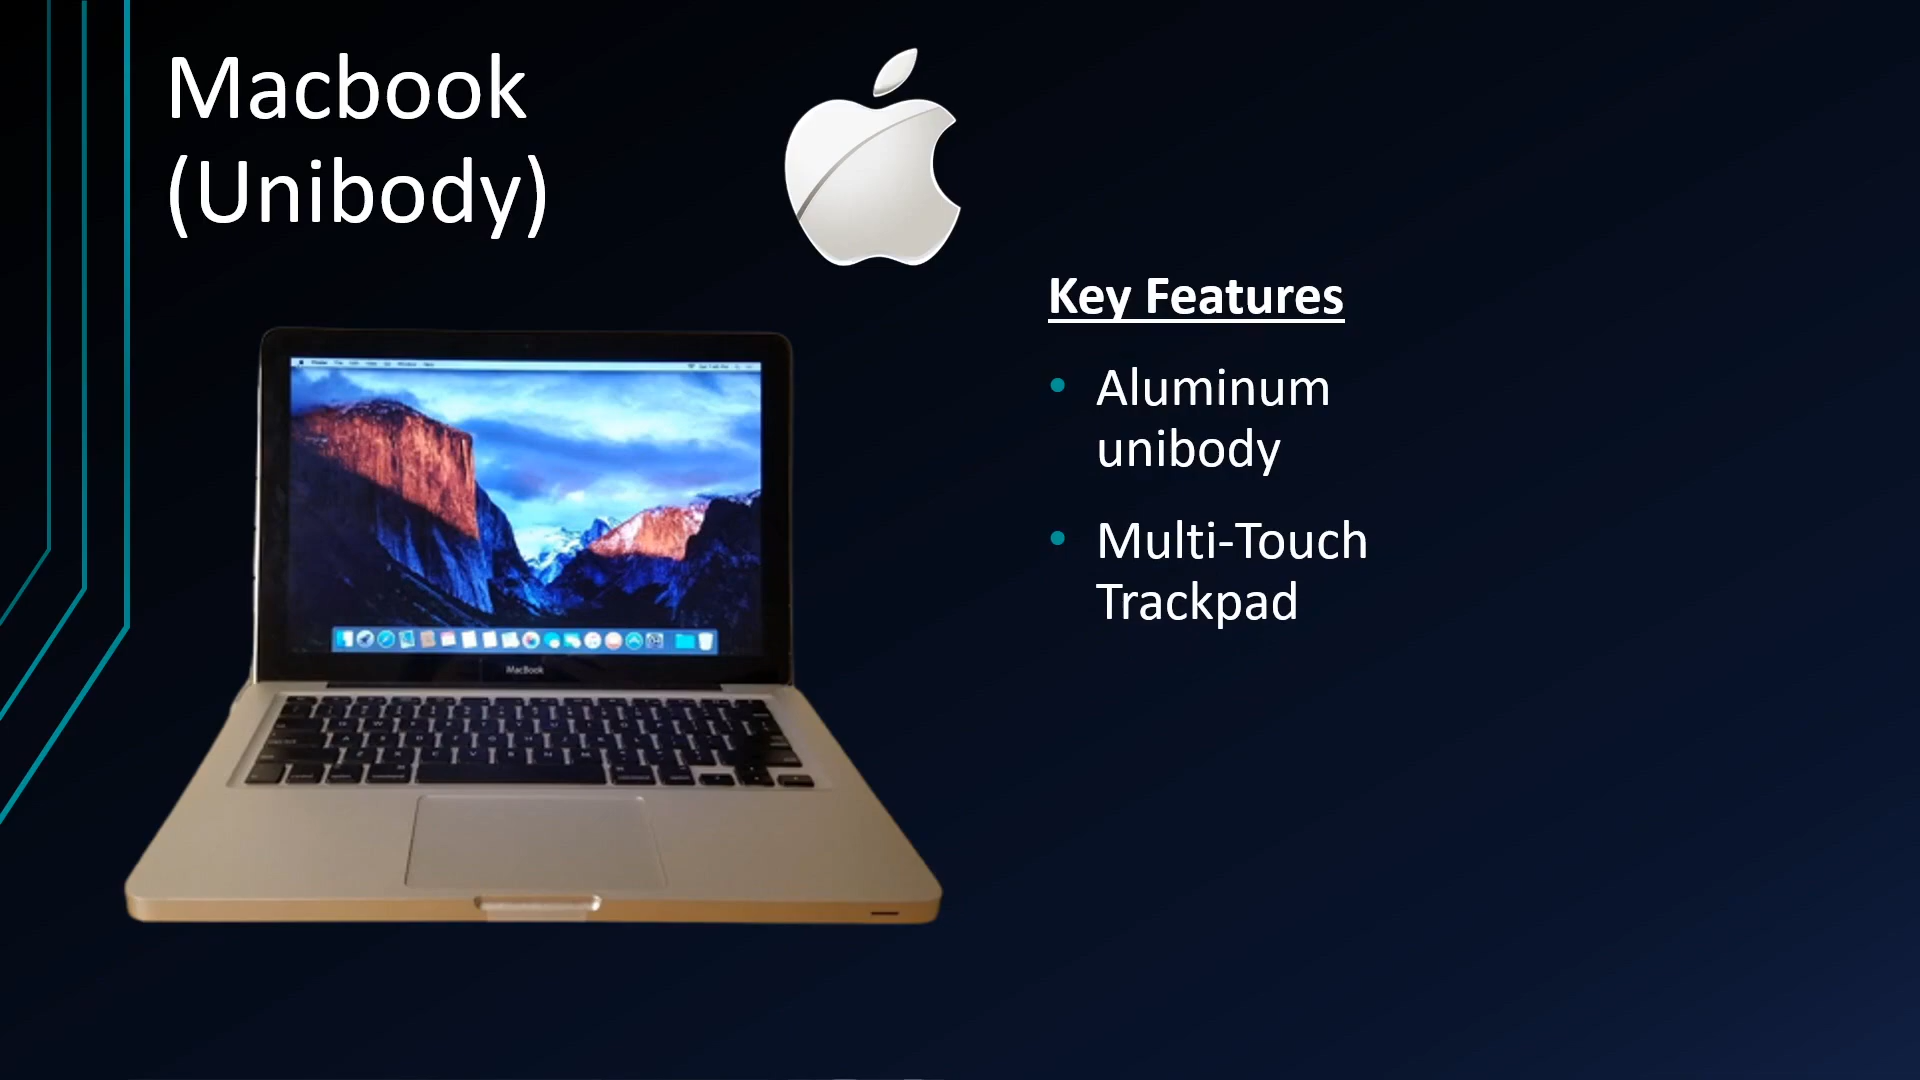 Macbook
(Unibody)
Key Features
Aluminum
unibody
Multi-Touch
Trackpad
MacBook